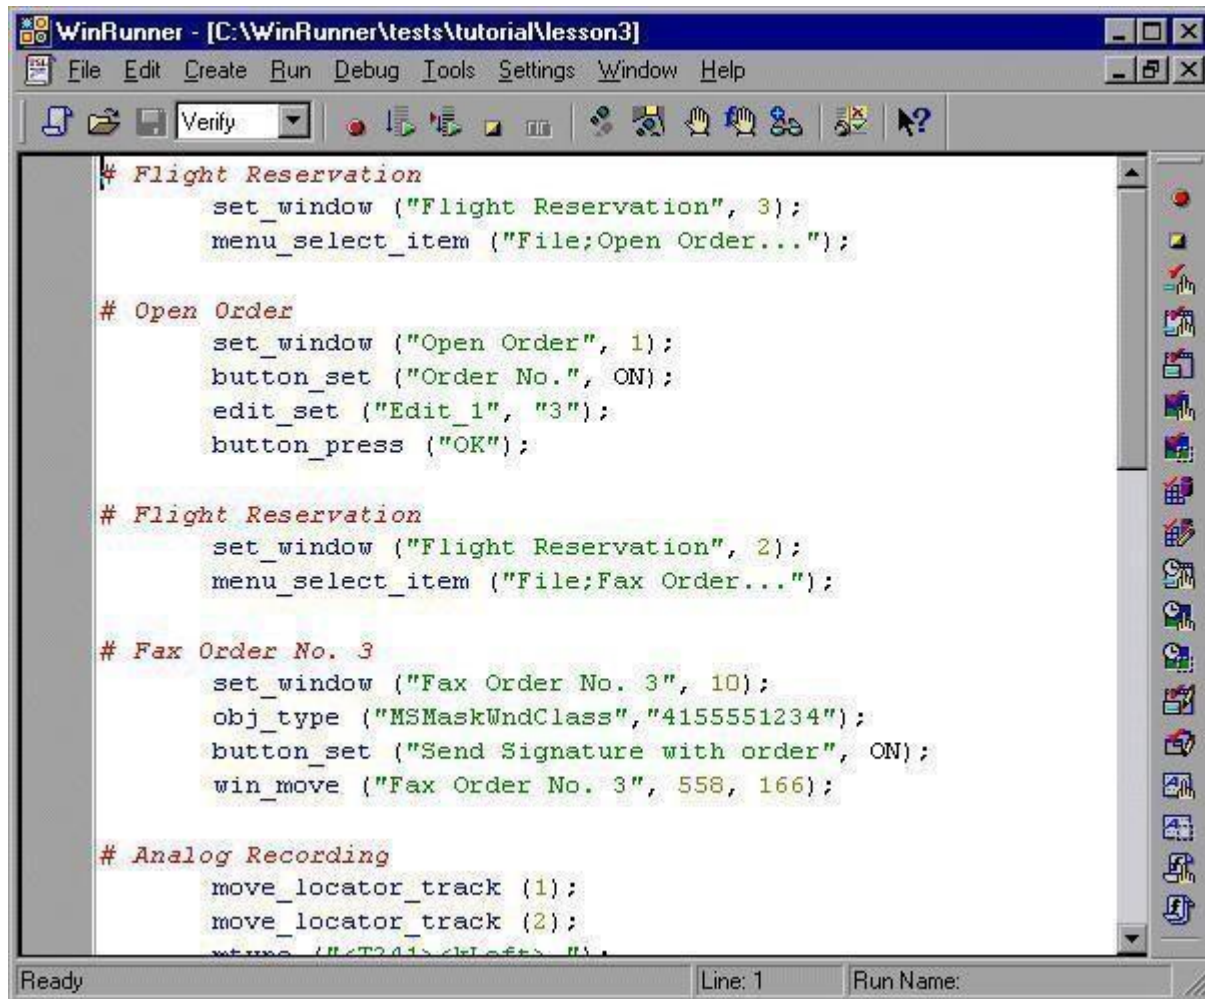 WinRunner - [C:\WinRunner\tests\tutorial\lesson3]
File Edit Create Run Debug Tools Settings Window Help
Verify
# Flight Reservation
set_window ("Flight Reservation", 3);
menu_select_item ("File;Open Order...");
# Open Order
set_window ("Open Order", 1);
button_set ("Order No.", ON);
edit_set ("Edit_1", "3");
button_press ("OK");
# Flight Reservation
set_window ("Flight Reservation", 2);
menu_select_item ("File;Fax Order...");
# Fax Order No. 3
set_window ("Fax Order No. 3", 10);
obj_type ("MSMaskWndClass","4155551234");
button_set ("Send Signature with order", ON);
win_move ("Fax Order No. 3", 558, 166);
# Analog Recording
move_locator_track (1);
move_locator_track (2);
Ready
Line: 1
Run Name: